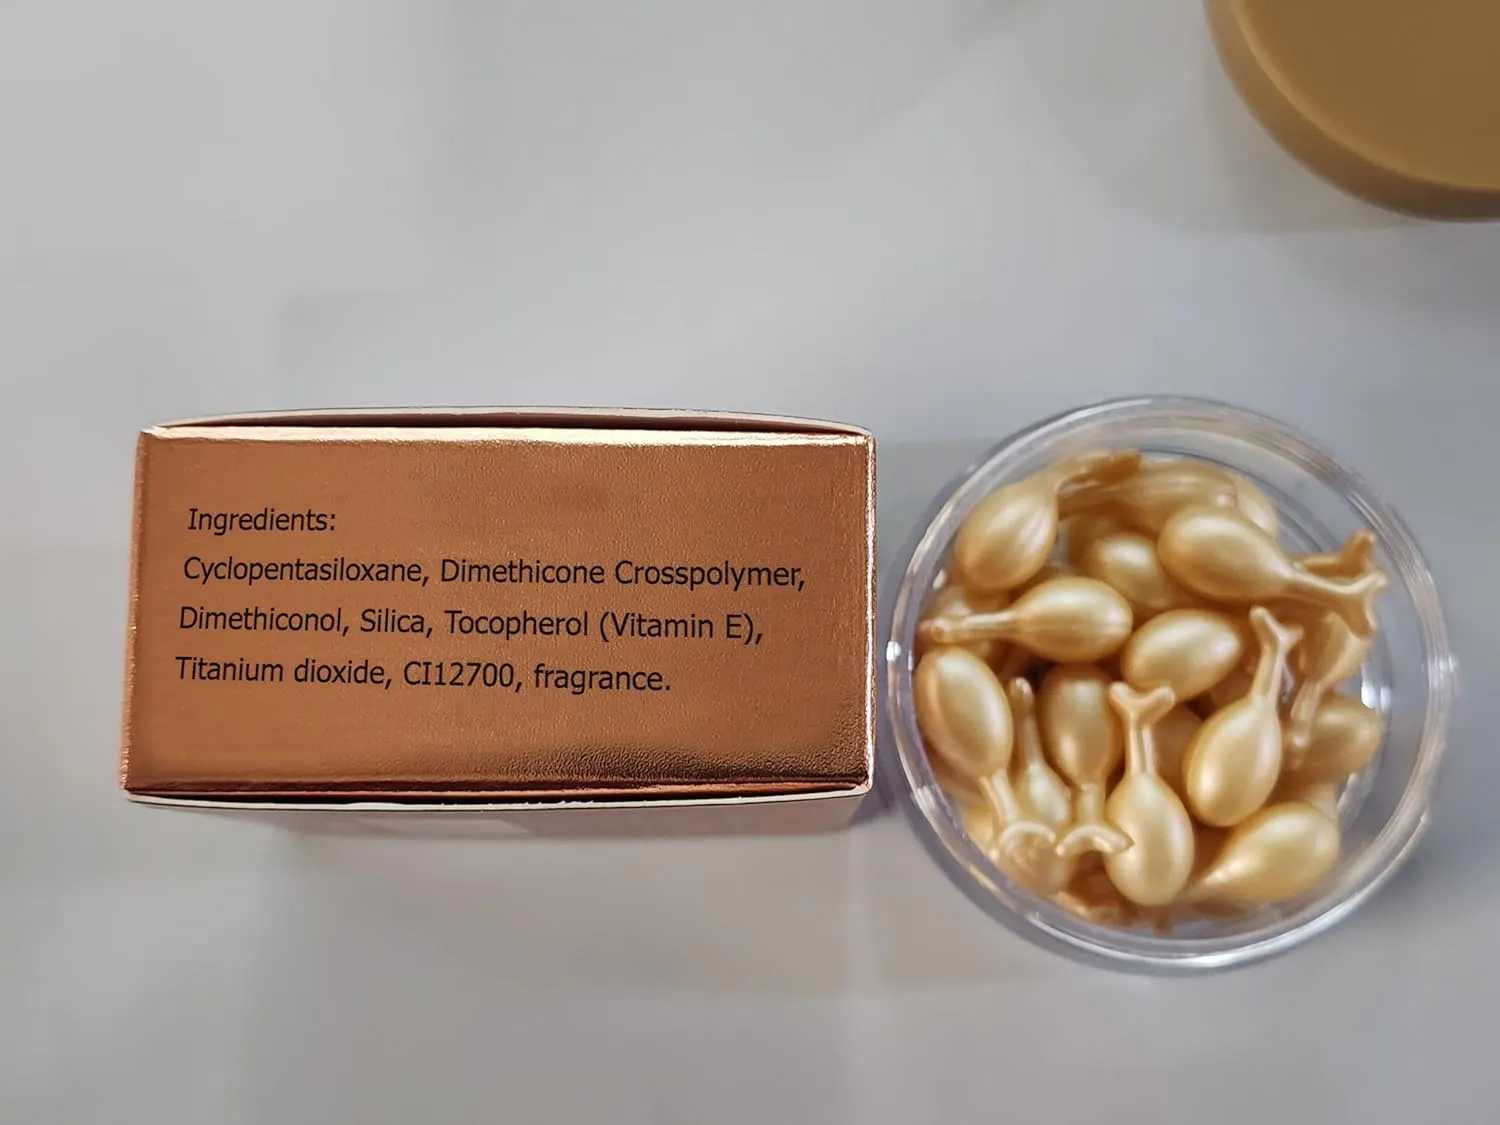 Ingredients:
Cyclopentasiloxane, Dimethicone Crosspolymer,
Dimethiconol, Silica, Tocopherol (Vitamin E),
Titanium dioxide, CI12700, fragrance.